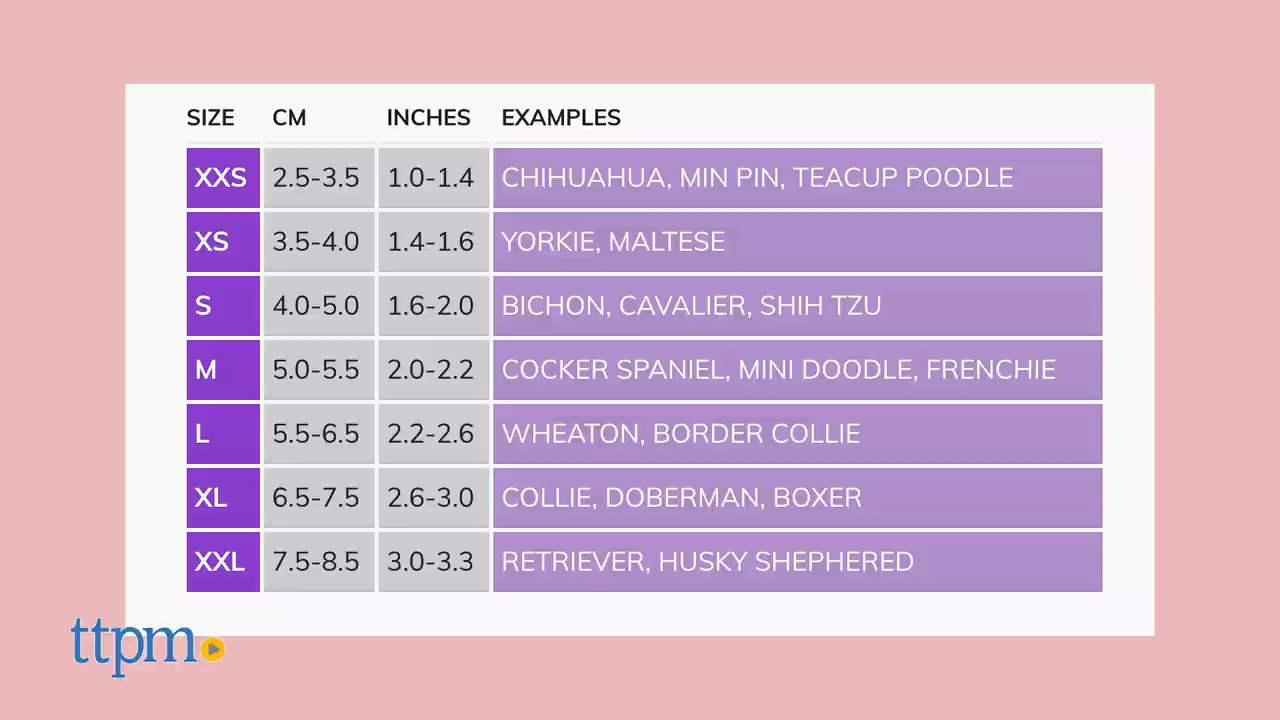 SIZE CM INCHES EXAMPLES
XXS 2.5-3.5 1.0-1.4 CHIHUAHUA, MIN PIN, TEACUP POODLE
XS 3.5-4.0 1.4-1.6 YORKIE, MALTESE
S 4.0-5.0 1.6-2.0 BICHON, CAVALIER, SHIH TZU
M 5.0-5.5 2.0-2.2 COCKER SPANIEL, MINI DOODLE, FRENCHIE
L 5.5-6.5 2.2-2.6 WHEATON, BORDER COLLIE
XL 6.5-7.5 2.6-3.0 COLLIE, DOBERMAN, BOXER
XXL 7.5-8.5 3.0-3.3 RETRIEVER, HUSKY SHEPHERED
ttpm